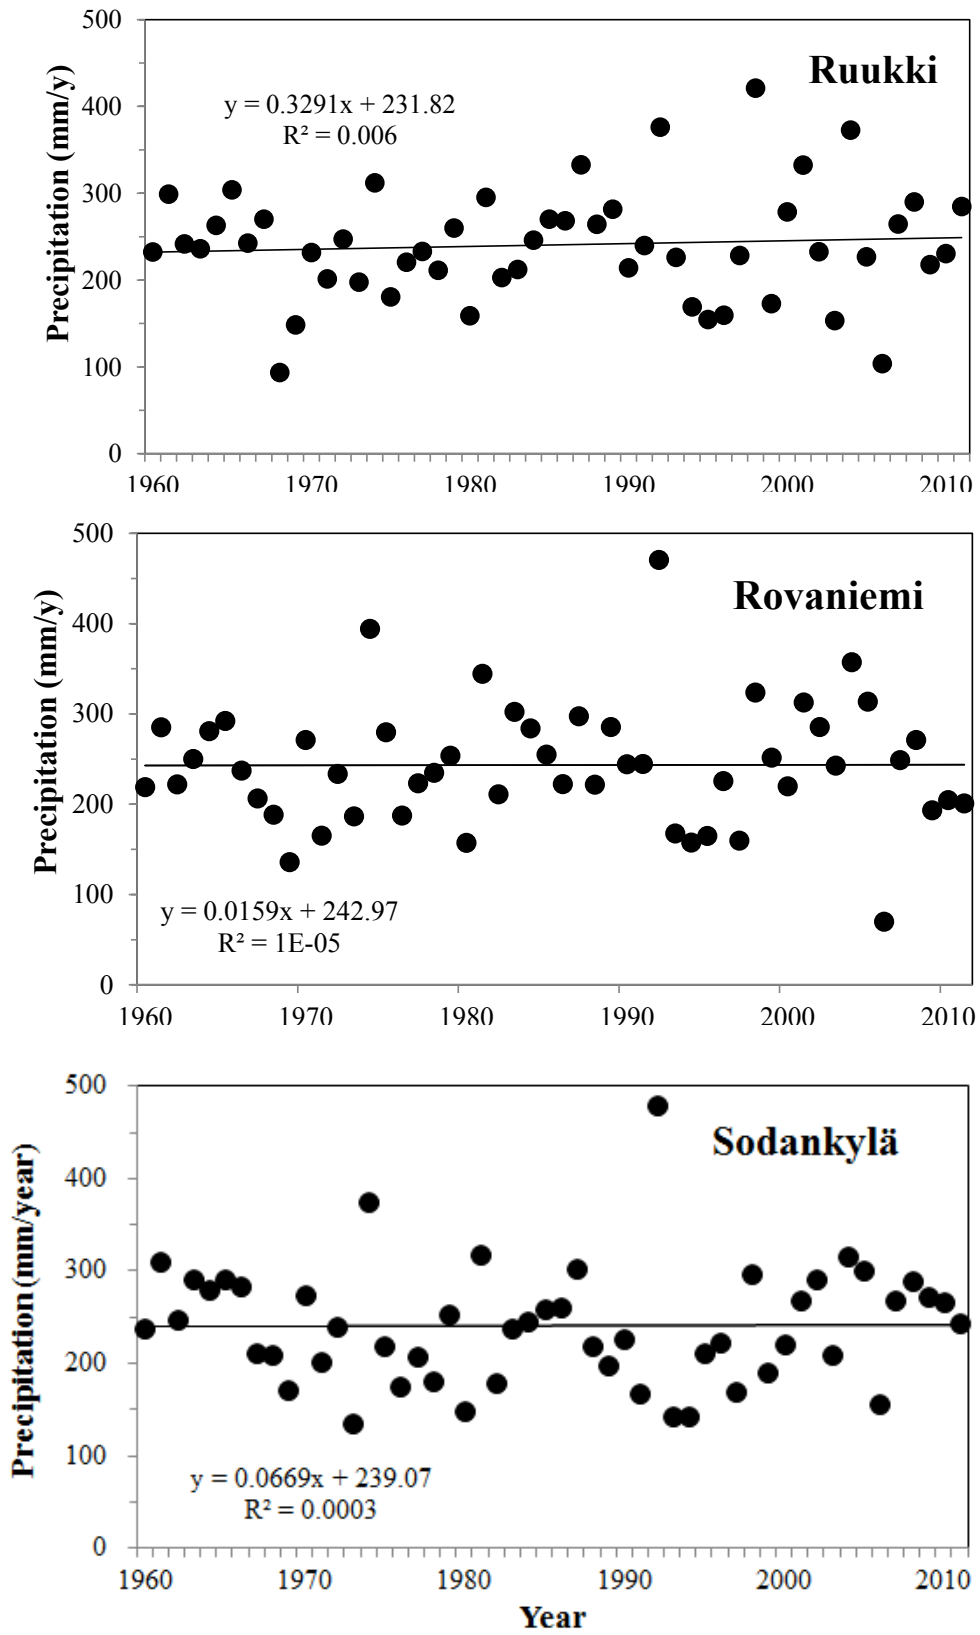 500
Ruukki
y = 0.3291x + 231.82
R² = 0.006
400
300
200
100
0
Precipitation (mm/y)
1960 1970 1980 1990 2000 2010
500
Rovaniemi
400
300
200
100
0
Precipitation (mm/y)
y = 0.0159x + 242.97
R² = 1E-05
1960 1970 1980 1990 2000 2010
500
Sodankylä
400
300
200
100
0
Precipitation (mm/year)
y = 0.0669x + 239.07
R² = 0.0003
1960 1970 1980 1990 2000 2010
Year